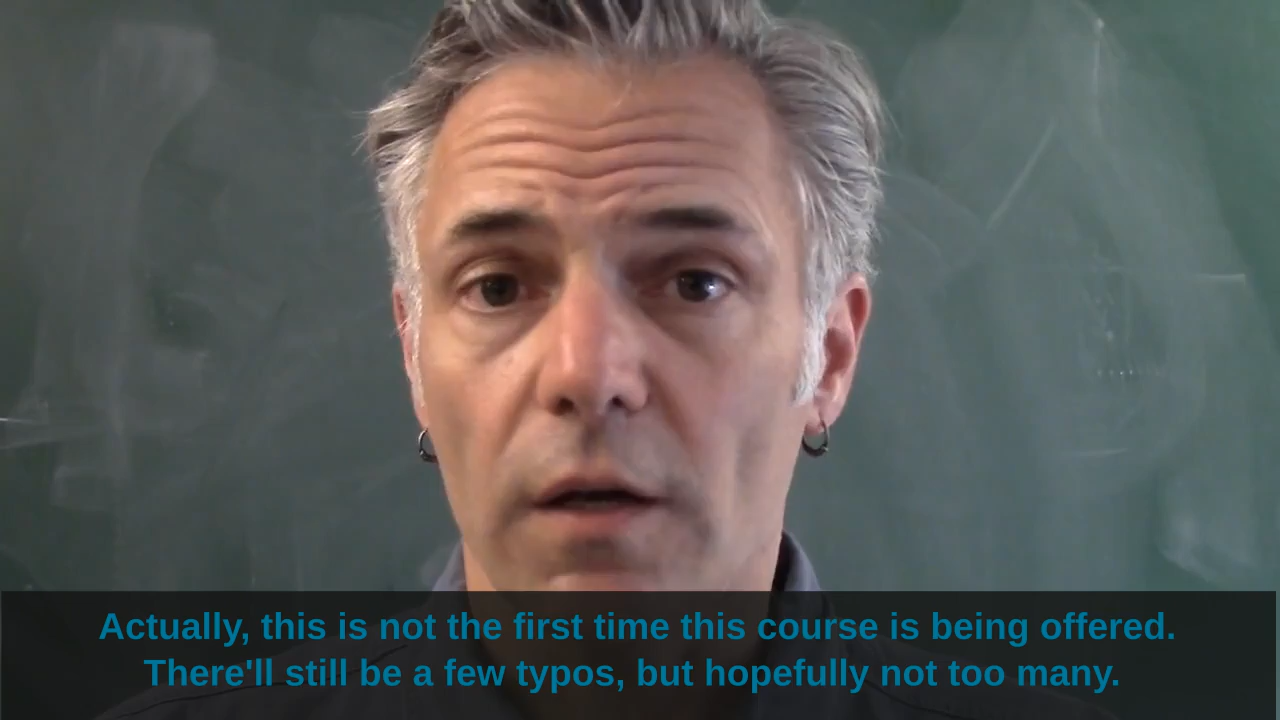 Actually, this is not the first time this course is being offered.
There'll still be a few typos, but hopefully not too many.